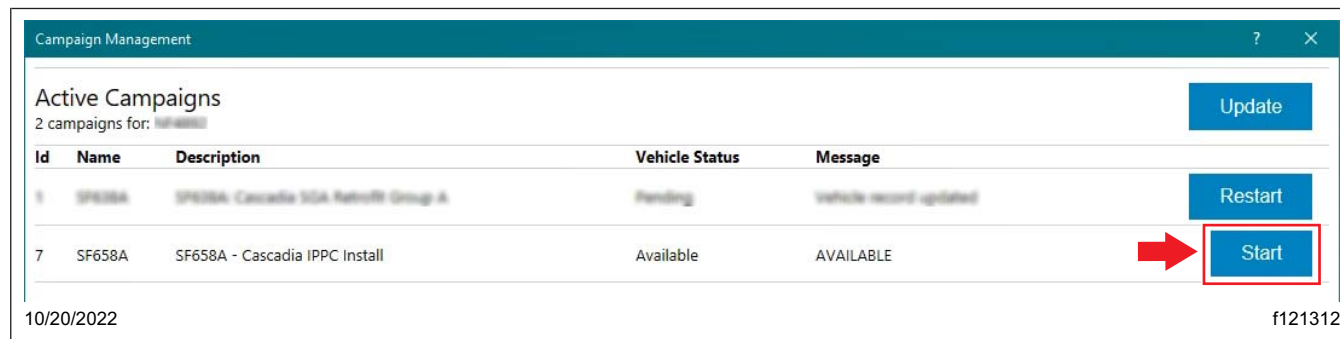 Campaign Management ? ×
Active Campaigns
Update
2 campaigns for:
Id Name Description Vehicle Status Message
Restart
7 SF658A SF658A - Cascadia IPPC Install Available AVAILABLE Start
10/20/2022 f121312